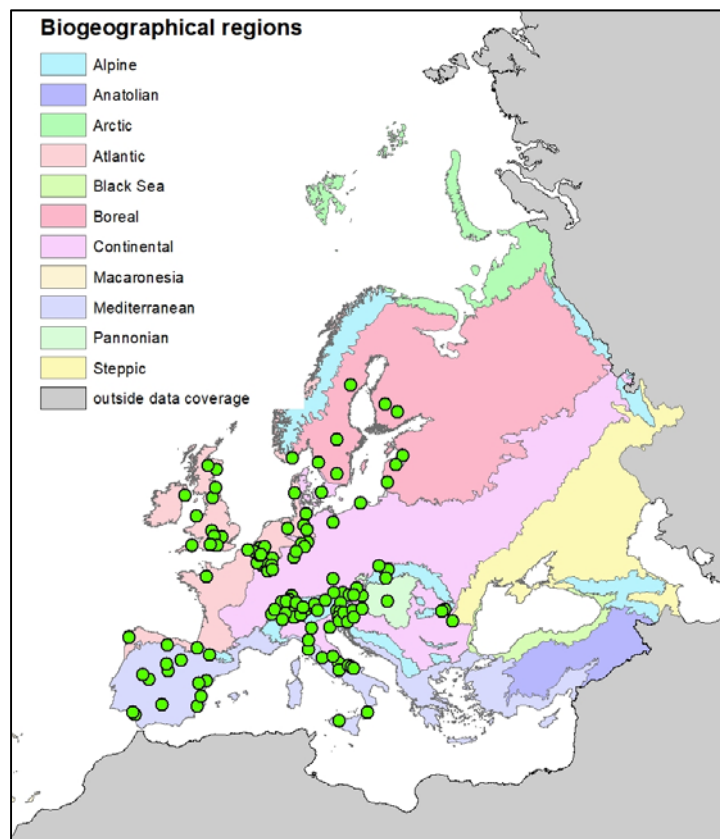 Biogeographical regions
Alpine
Anatolian
Arctic
Atlantic
Black Sea
Boreal
Continental
Macaronesia
Mediterranean
Pannonian
Steppic
outside data coverage